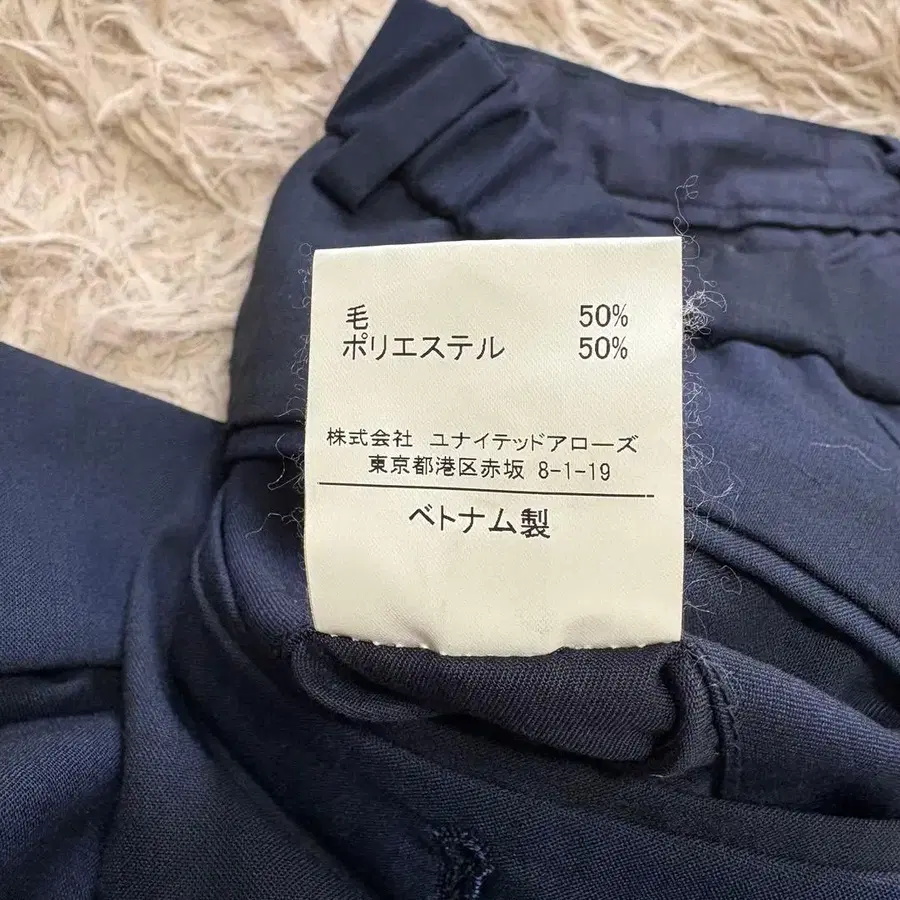 毛 50%
ポリエステル 50%
株式会社 ユナイテッドアローズ
東京都港区赤坂 8-1-19
ベトナム製